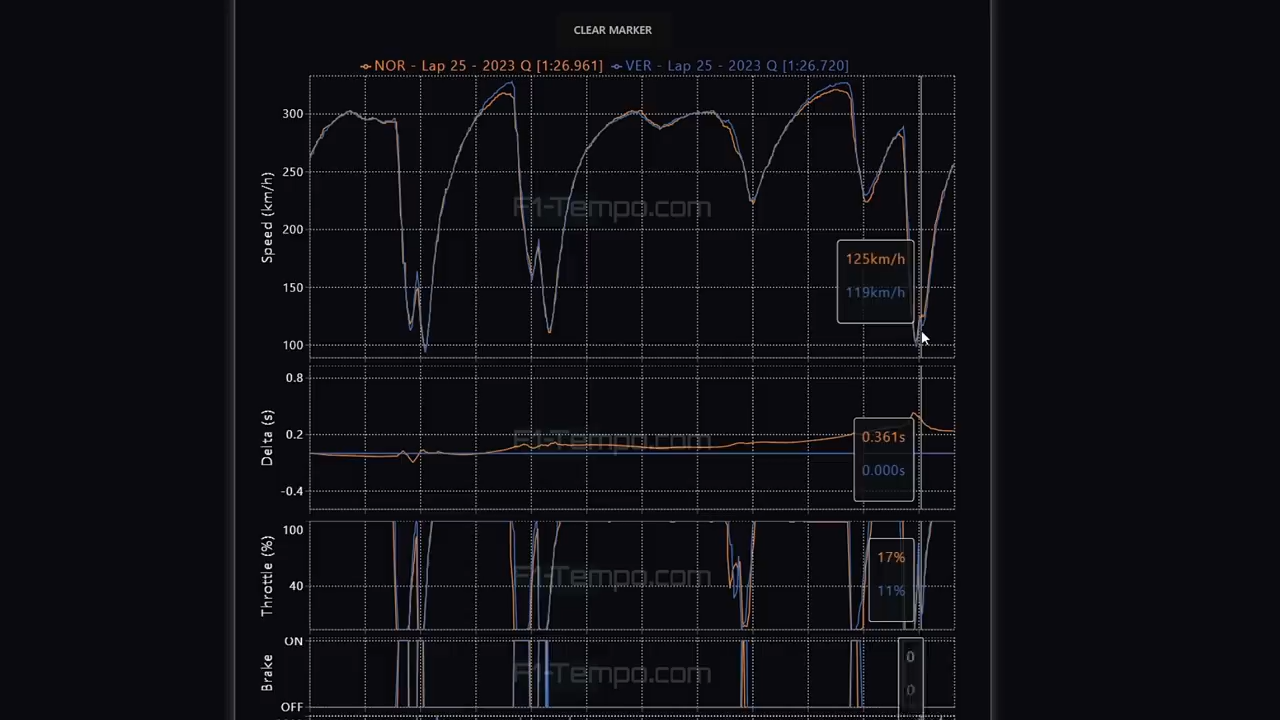 CLEAR MARKER
NOR - Lap 25 - 2023 Q [1:26.961] VER - Lap 25 - 2023 Q [1:26.720]
Speed (km/h)
300
250
200
150
100
F1-Tempo.com
125km/h
119km/h
Delta (s)
0.8
0.2
-0.4
F1-Tempo.com
0.361s
0.000s
Throttle (%)
100
40
F1-Tempo.com
17%
11%
Brake
ON
OFF
F1-Tempo.com
0
0